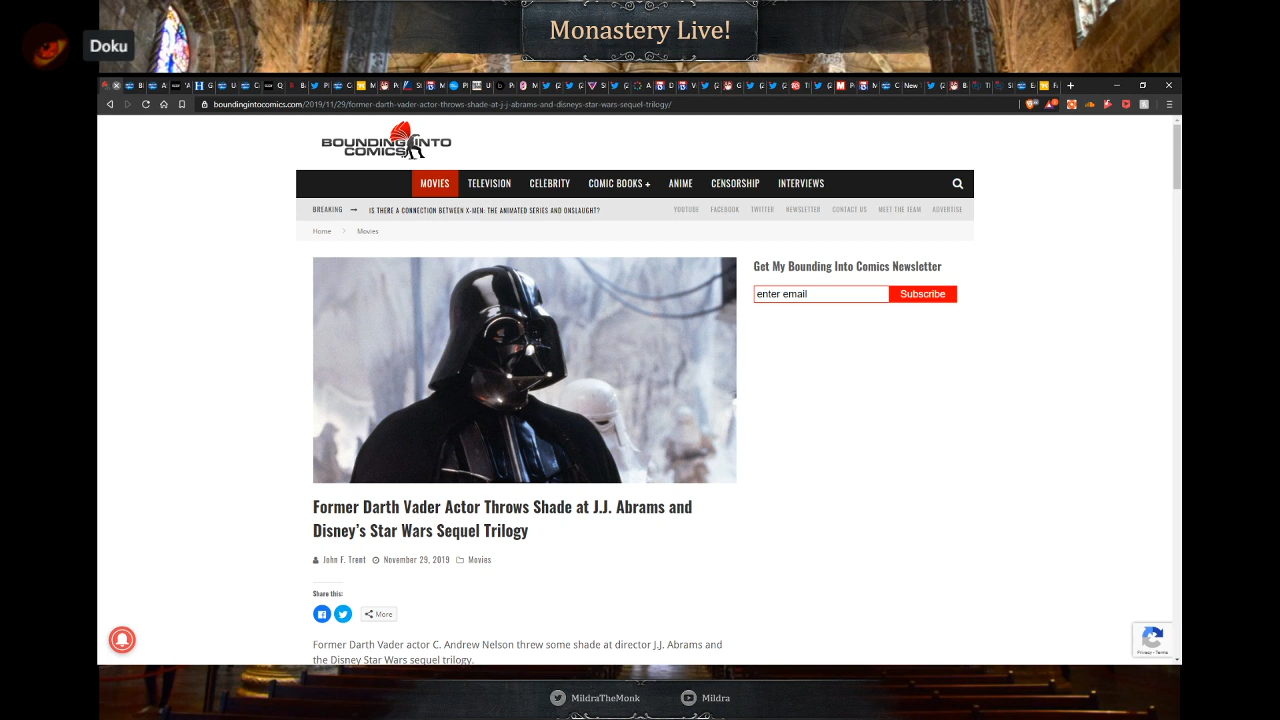 Monastery Live!
Doku
boundingintocomics.com/2019/11/29/former-darth-vader-actor-throws-shade-at-j-j-abrams-and-disneys-star-wars-sequel-trilogy/
BOUNDING INTO
COMICS
MOVIES TELEVISION CELEBRITY COMIC BOOKS + ANIME CENSORSHIP INTERVIEWS
BREAKING → IS THERE A CONNECTION BETWEEN X-MEN: THE ANIMATED SERIES AND ONSLAUGHT? YOUTUBE FACEBOOK TWITTER NEWSLETTER CONTACT US MEET THE TEAM ADVERTISE
Home > Movies
Get My Bounding Into Comics Newsletter
enter email Subscribe
Former Darth Vader Actor Throws Shade at J.J. Abrams and
Disney's Star Wars Sequel Trilogy
John F. Trent November 29, 2019 Movies
Share this:
More
Former Darth Vader actor C. Andrew Nelson threw some shade at director J.J. Abrams and
the Disney Star Wars sequel trilogy.
Privacy - Terms
MildraTheMonk Mildra